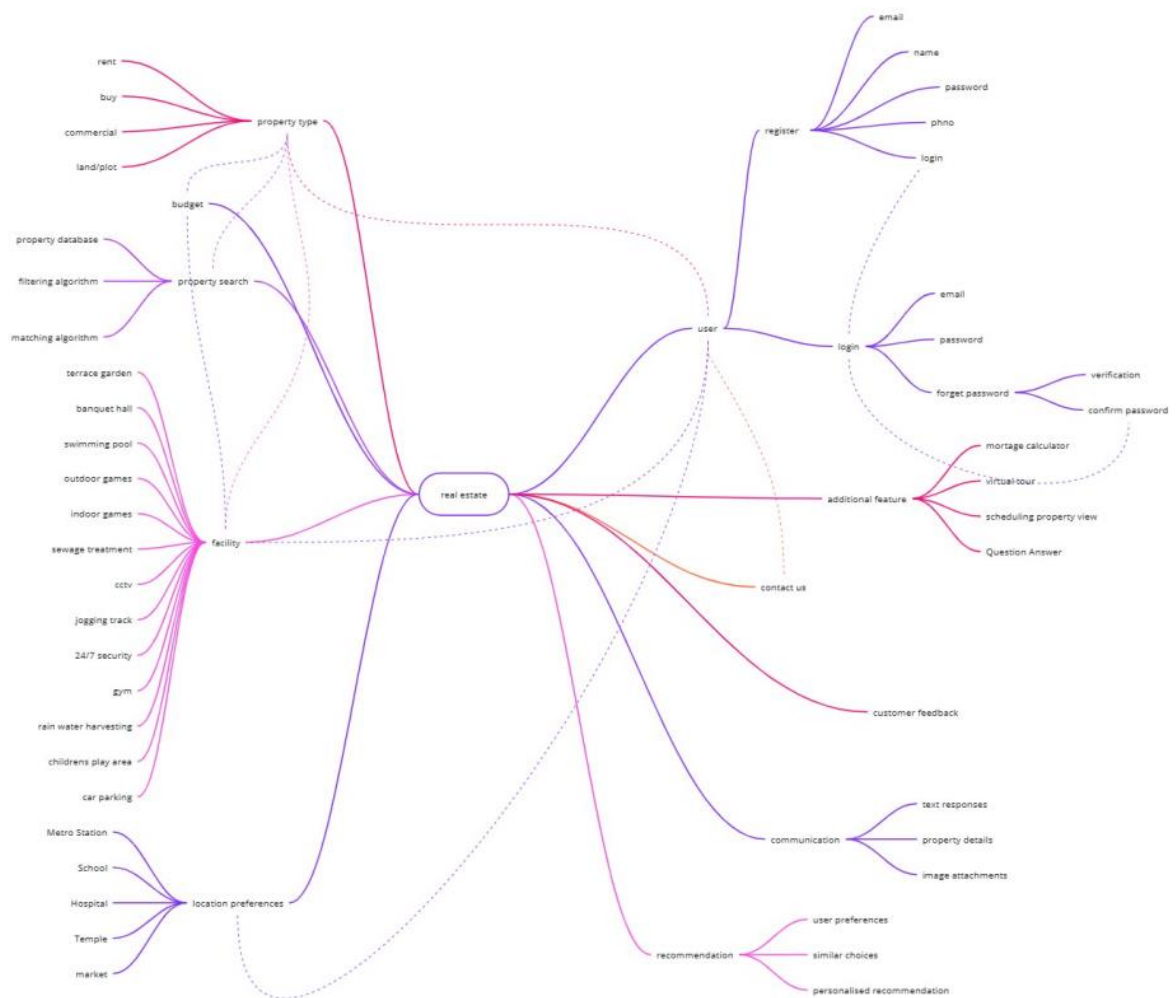 rent
buy
commercial
land/plot
property type
budget
property database
filtering algorithm
matching algorithm
property search
terrace garden
banquet hall
swimming pool
outdoor games
indoor games
sewage treatment
cctv
jogging track
24/7 security
gym
rain water harvesting
childrens play area
car parking
facility
Metro Station
School
Hospital
Temple
market
location preferences
real estate
user
register
email
name
password
phno
login
login
email
password
forget password
verification
confirm password
additional feature
mortage calculator
virtual tour
scheduling property view
Question Answer
contact us
customer feedback
communication
text responses
property details
image attachments
recommendation
user preferences
similar choices
personalised recommendation